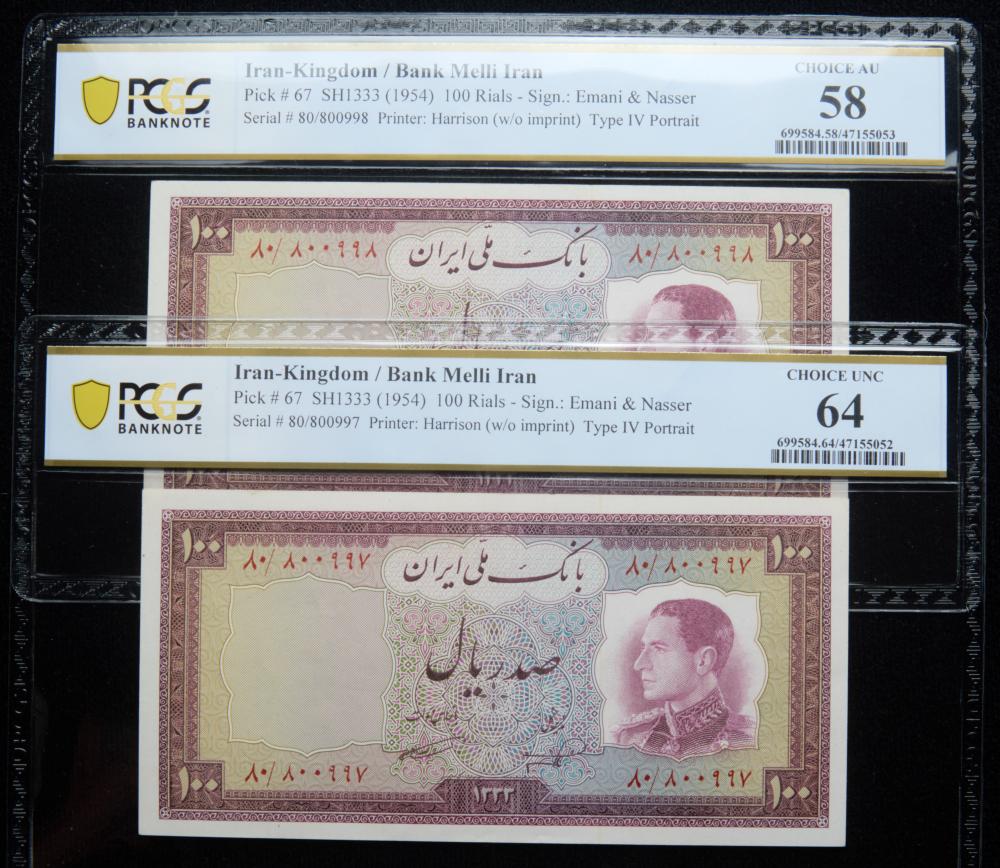 PCGS
BANKNOTE
Iran-Kingdom / Bank Melli Iran
Pick # 67 SH1333 (1954) 100 Rials - Sign.: Emani & Nasser
Serial # 80/800998 Printer: Harrison (w/o imprint) Type IV Portrait
CHOICE AU
58
699584.58/47155053
۱۰۰
۱۰۰
۸۰/۸۰۰۹۹۸
بانک ملّی ایران
۸۰/۸۰۰۹۹۸
PCGS
BANKNOTE
Iran-Kingdom / Bank Melli Iran
Pick # 67 SH1333 (1954) 100 Rials - Sign.: Emani & Nasser
Serial # 80/800997 Printer: Harrison (w/o imprint) Type IV Portrait
CHOICE UNC
64
699584.64/47155052
۱۰۰
۱۰۰
۸۰/۸۰۰۹۹۷
بانک ملّی ایران
۸۰/۸۰۰۹۹۷
صد ریال
۸۰/۸۰۰۹۹۷
۸۰/۸۰۰۹۹۷
۱۰۰
۱۳۳۳
۱۰۰